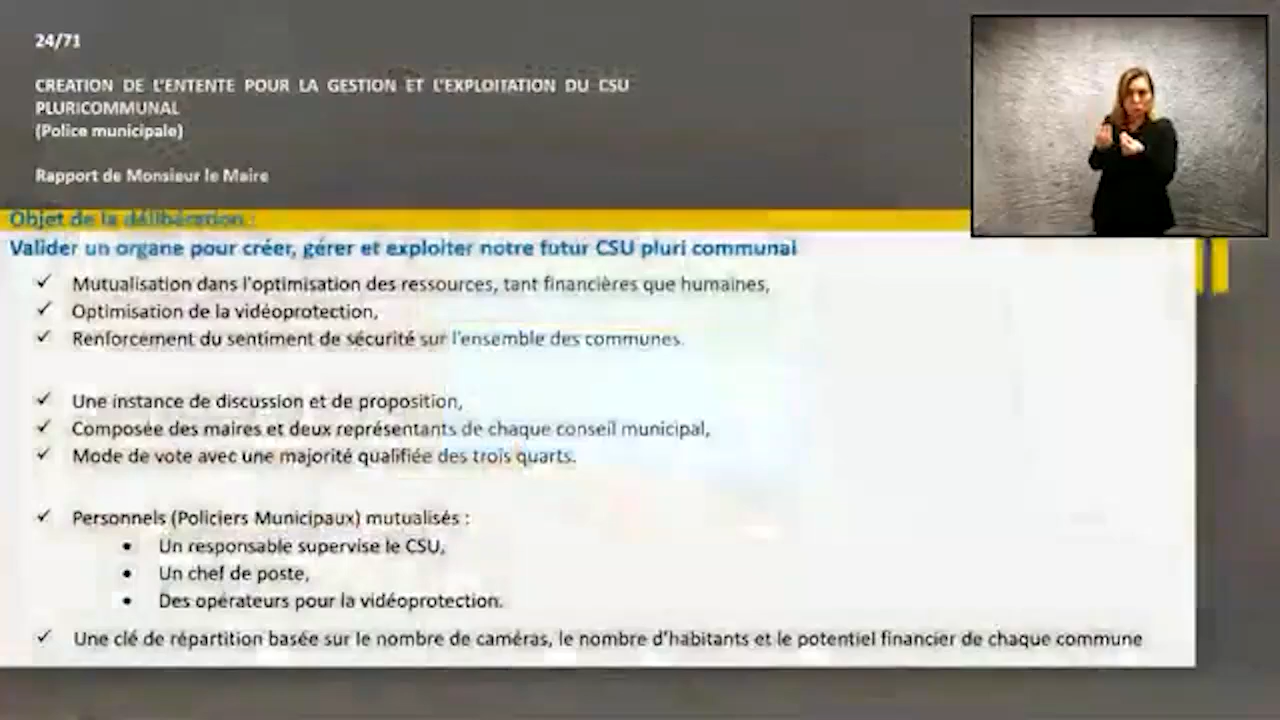 24/71
CREATION DE L'ENTENTE POUR LA GESTION ET L'EXPLOITATION DU CSU
PLURICOMMUNAL
(Police municipale)
Rapport de Monsieur le Maire
Objet de la délibération :
Valider un organe pour créer, gérer et exploiter notre futur CSU pluri communal
✓ Mutualisation dans l'optimisation des ressources, tant financières que humaines,
✓ Optimisation de la vidéoprotection,
✓ Renforcement du sentiment de sécurité sur l'ensemble des communes.
✓ Une instance de discussion et de proposition,
✓ Composée des maires et deux représentants de chaque conseil municipal,
✓ Mode de vote avec une majorité qualifiée des trois quarts.
✓ Personnels (Policiers Municipaux) mutualisés :
• Un responsable supervise le CSU,
• Un chef de poste,
• Des opérateurs pour la vidéoprotection.
✓ Une clé de répartition basée sur le nombre de caméras, le nombre d'habitants et le potentiel financier de chaque commune